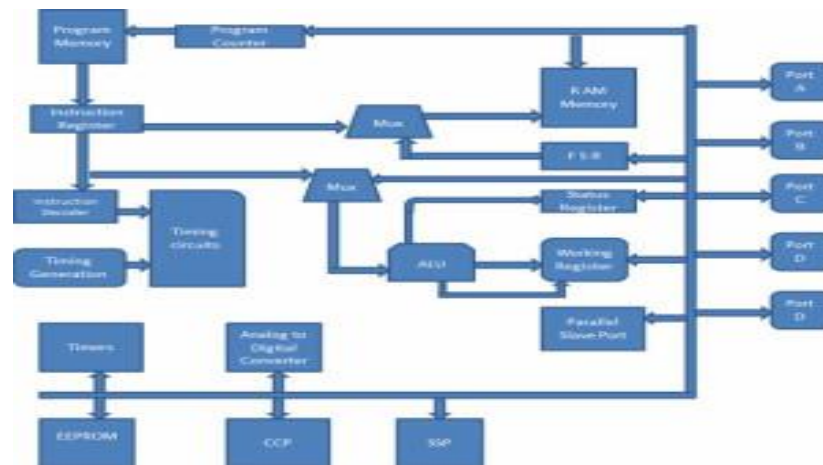 Program
Memory
Program
Counter
Port
A
RAM
Memory
Instruction
Register
Mux
Port
B
F S R
Mux
Instruction
Decoder
Status
Register
Port
C
Timing
circuits
Timing
Generation
ALU
Working
Register
Port
D
Parallel
Slave Port
Port
D
Timers
Analog to
Digital
Converter
EEPROM
CCP
SSP